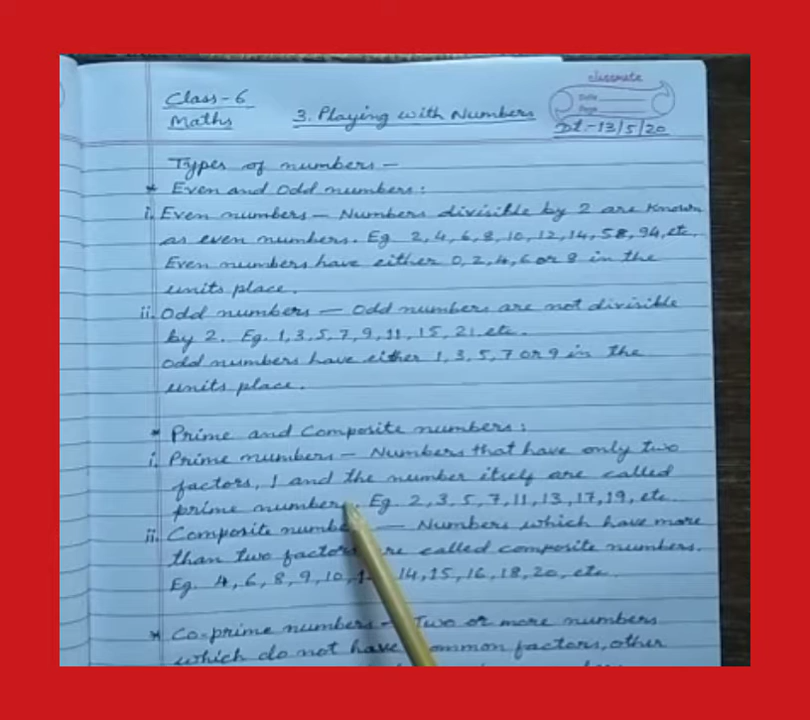 classmate
Date
Page
Class-6
Maths
3. Playing with Numbers
Dt.-13/5/20
Types of numbers -
* Even and Odd numbers:
i. Even numbers - Numbers divisible by 2 are known
as even numbers. Eg. 2, 4, 6, 8, 10, 12, 14, 58, 94, etc.
Even numbers have either 0, 2, 4, 6 or 8 in the
units place.
ii. Odd numbers - Odd numbers are not divisible
by 2. Eg. 1, 3, 5, 7, 9, 11, 15, 21 etc.
Odd numbers have either 1, 3, 5, 7 or 9 in the
units place.
* Prime and Composite numbers:
i. Prime numbers - Numbers that have only two
factors, 1 and the number itself are called
prime numbers. Eg. 2, 3, 5, 7, 11, 13, 17, 19, etc.
ii. Composite number - Numbers which have more
than two factors are called composite numbers.
Eg. 4, 6, 8, 9, 10, 14, 15, 16, 18, 20, etc.
* Co-prime numbers - Two or more numbers
which do not have common factors, other